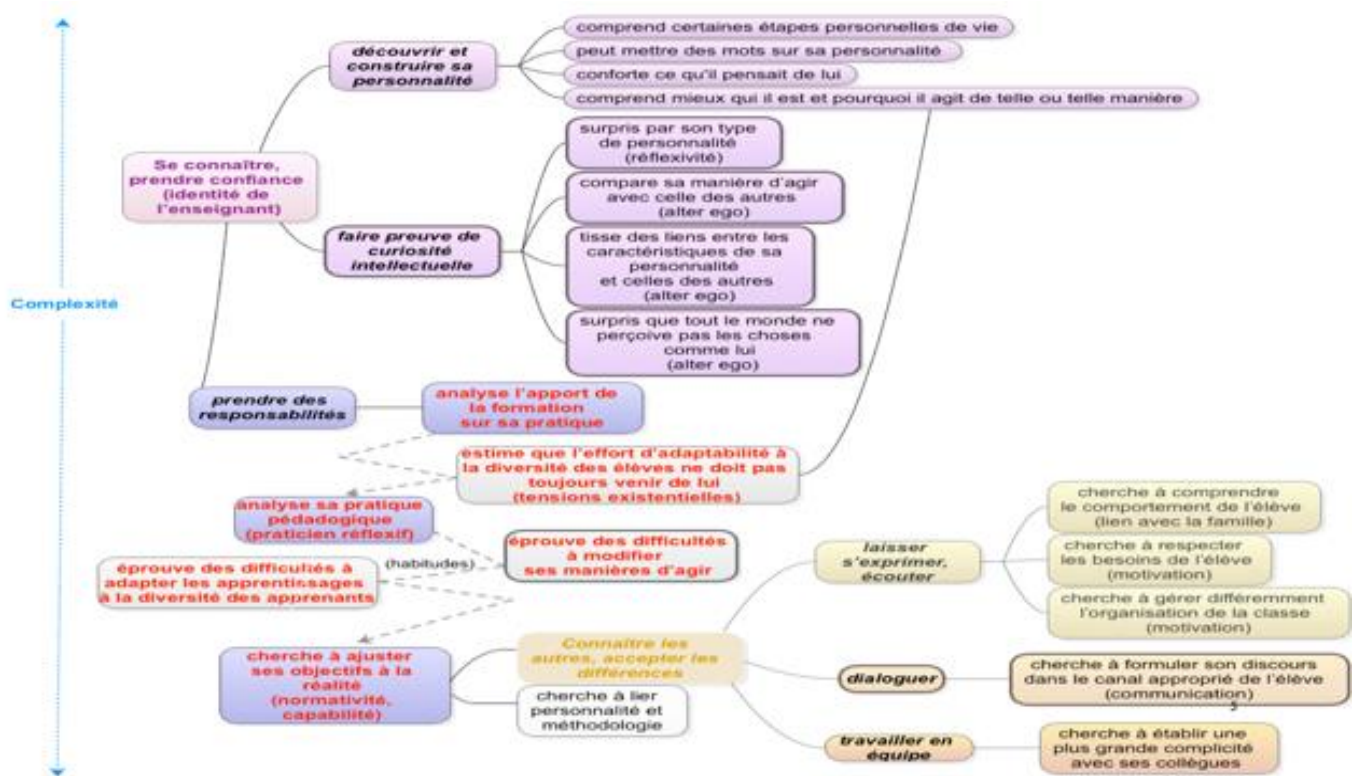 comprend certaines étapes personnelles de vie
découvrir et
construire sa
personnalité
peut mettre des mots sur sa personnalité
conforte ce qu'il pensait de lui
comprend mieux qui il est et pourquoi il agit de telle ou telle manière
Se connaître,
prendre confiance
(identité de
l'enseignant)
surpris par son type
de personnalité
(réflexivité)
compare sa manière d'agir
avec celle des autres
(alter ego)
faire preuve de
curiosité
intellectuelle
tisse des liens entre les
caractéristiques de sa
personnalité
et celles des autres
(alter ego)
Complexité
surpris que tout le monde ne
perçoive pas les choses
comme lui
(alter ego)
prendre des
responsabilités
analyse l'apport de
la formation
sur sa pratique
estime que l'effort d'adaptabilité à
la diversité des élèves ne doit pas
toujours venir de lui
(tensions existentielles)
analyse sa pratique
pédadogique
(praticien réflexif)
éprouve des difficultés
à modifier
ses manières d'agir
(habitudes)
éprouve des difficultés à
adapter les apprentissages
à la diversité des apprenants
laisser
s'exprimer,
écouter
cherche à comprendre
le comportement de l'élève
(lien avec la famille)
cherche à respecter
les besoins de l'élève
(motivation)
cherche à gérer différemment
l'organisation de la classe
(motivation)
cherche à ajuster
ses objectifs à la
réalité
(normativité,
capabilité)
Connaître les
autres, accepter les
différences
cherche à lier
personnalité et
méthodologie
dialoguer
cherche à formuler son discours
dans le canal approprié de l'élève
(communication)
5
travailler en
équipe
cherche à établir une
plus grande complicité
avec ses collègues